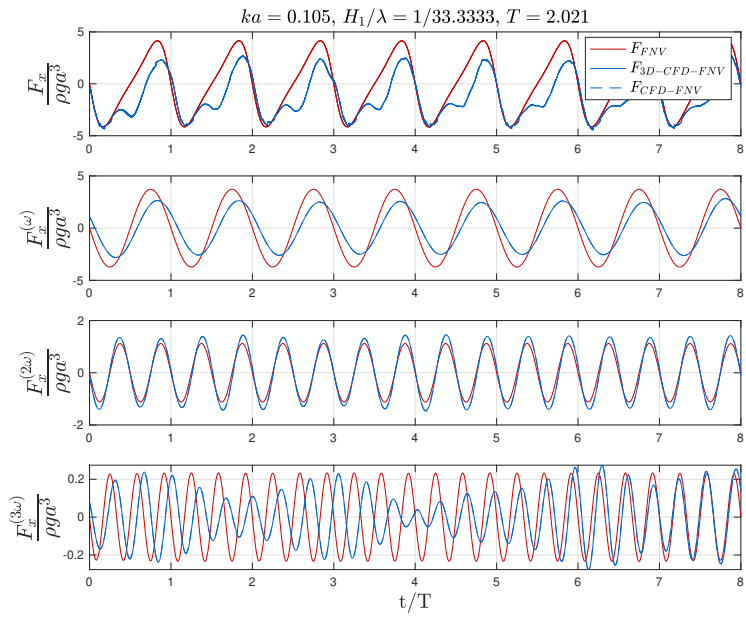 ka = 0.105, H₁/λ = 1/33.3333, T = 2.021
F_x/ρga³
5
0
-5
0 1 2 3 4 5 6 7 8
F_FNV
F_3D−CFD−FNV
F_CFD−FNV
F_x^(ω)/ρga³
5
0
-5
0 1 2 3 4 5 6 7 8
F_x^(2ω)/ρga³
2
0
-2
0 1 2 3 4 5 6 7 8
F_x^(3ω)/ρga³
0.2
0
-0.2
0 1 2 3 4 5 6 7 8
t/T